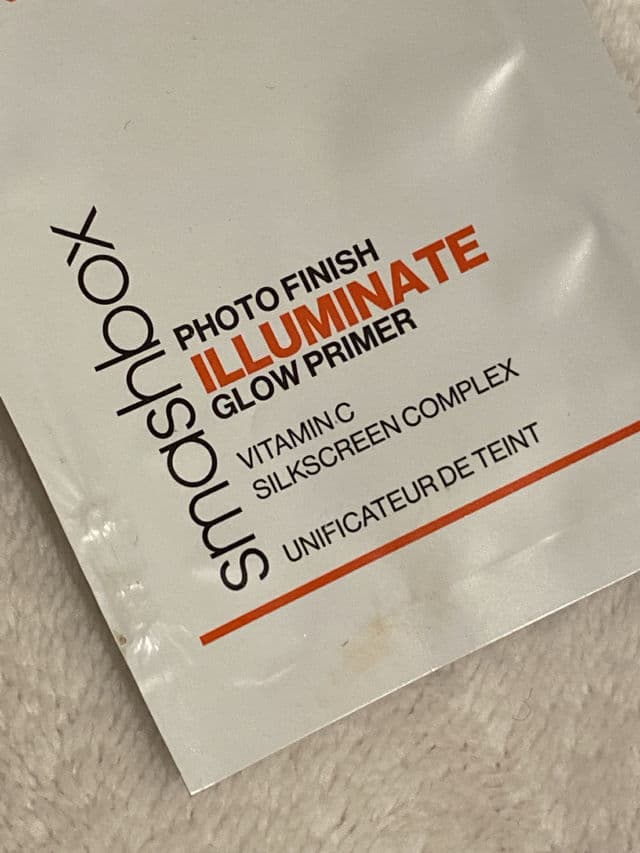 smashbox
PHOTO FINISH
ILLUMINATE
GLOW PRIMER
VITAMIN C
SILKSCREEN COMPLEX
UNIFICATEUR DE TEINT